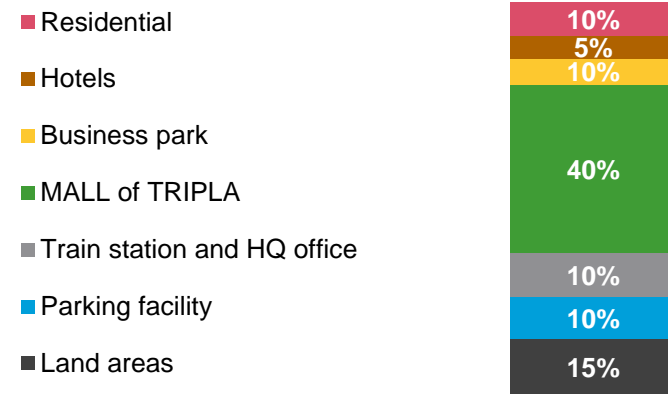 Residential
Hotels
Business park
MALL of TRIPLA
Train station and HQ office
Parking facility
Land areas
10%
5%
10%
40%
10%
10%
15%